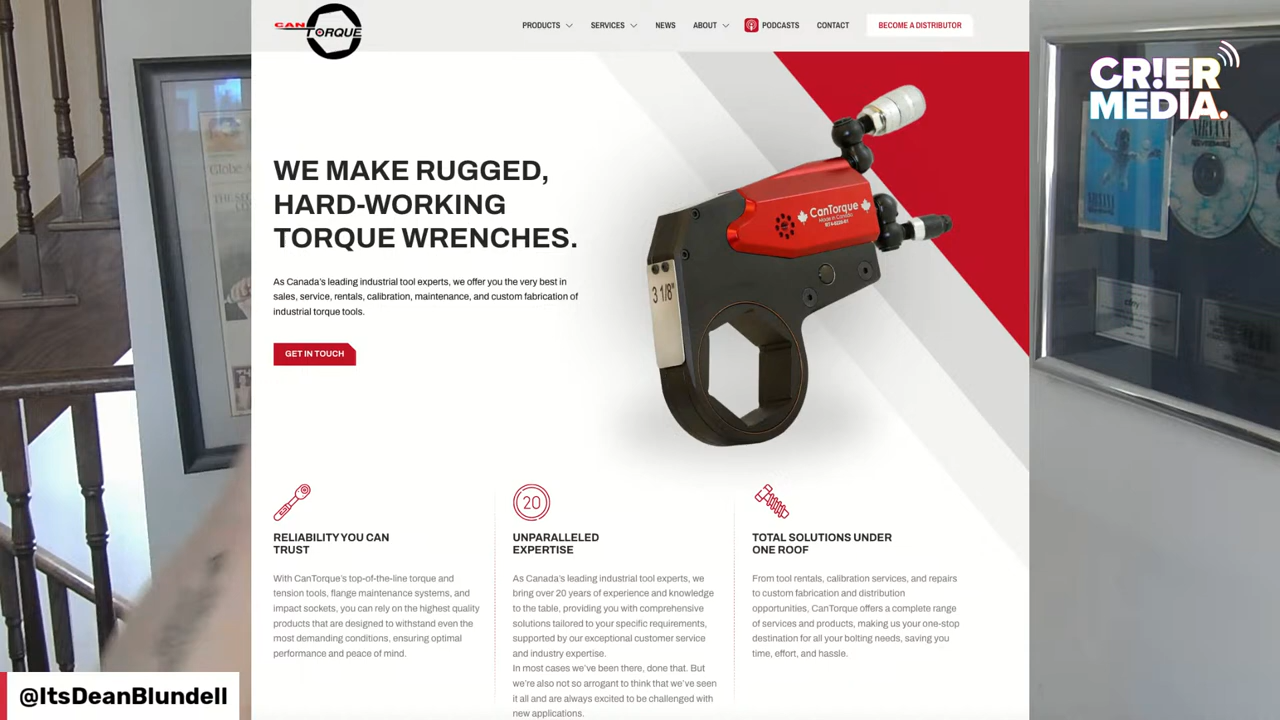 CAN
TORQUE
PRODUCTS
SERVICES
NEWS
ABOUT
PODCASTS
CONTACT
BECOME A DISTRIBUTOR
CR!ER
MEDIA.
WE MAKE RUGGED,
HARD-WORKING
TORQUE WRENCHES.
As Canada's leading industrial tool experts, we offer you the very best in
sales, service, rentals, calibration, maintenance, and custom fabrication of
industrial torque tools.
GET IN TOUCH
CanTorque
Made in Canada
3 1/8"
NIRVANA
RELIABILITY YOU CAN
TRUST
With CanTorque's top-of-the-line torque and
tension tools, flange maintenance systems, and
impact sockets, you can rely on the highest quality
products that are designed to withstand even the
most demanding conditions, ensuring optimal
performance and peace of mind.
20
UNPARALLELED
EXPERTISE
As Canada's leading industrial tool experts, we
bring over 20 years of experience and knowledge
to the table, providing you with comprehensive
solutions tailored to your specific requirements,
supported by our exceptional customer service
and industry expertise.
In most cases we've been there, done that. But
we're also not so arrogant to think that we've seen
it all and are always excited to be challenged with
new applications.
TOTAL SOLUTIONS UNDER
ONE ROOF
From tool rentals, calibration services, and repairs
to custom fabrication and distribution
opportunities, CanTorque offers a complete range
of services and products, making us your one-stop
destination for all your bolting needs, saving you
time, effort, and hassle.
@ItsDeanBlundell